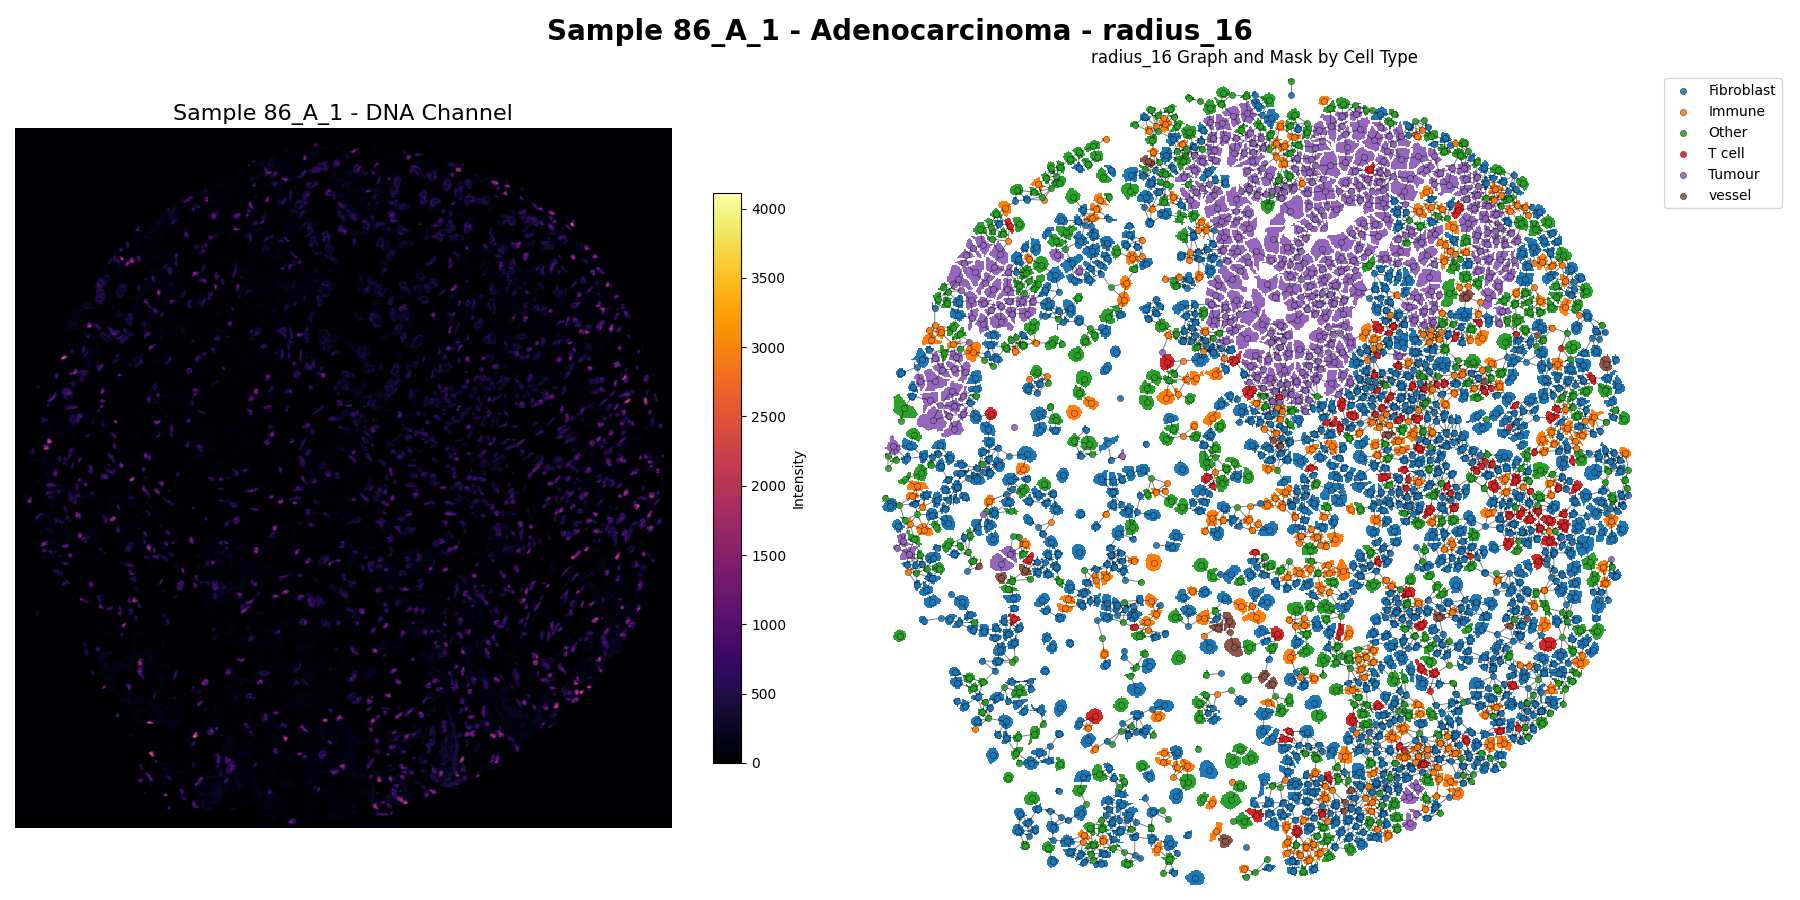 Sample 86_A_1 - Adenocarcinoma - radius_16
radius_16 Graph and Mask by Cell Type
Sample 86_A_1 - DNA Channel
Fibroblast
Immune
Other
T cell
Tumour
vessel
4000
3500
3000
2500
2000
1500
1000
500
0
Intensity